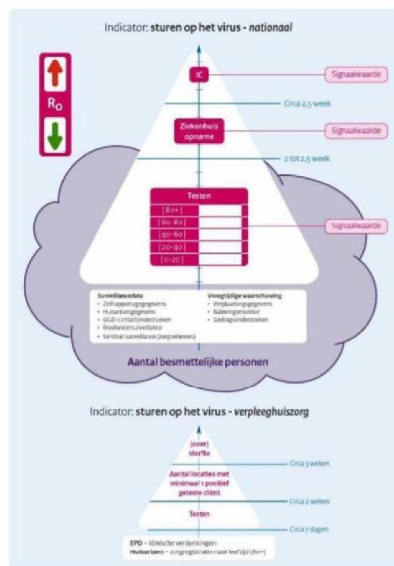 Indicator: sturen op het virus - nationaal
R0
IC
Signaalwaarde
Circa 2,5 week
Ziekenhuis
opname
Signaalwaarde
2 tot 2,5 week
Testen
[80+]
[60-80]
[40-60]
[20-40]
[0-20]
Signaalwaarde
Surveillancedata
• Zelfrapportagegegevens
• Huisartsengegevens
• GGD-contactonderzoeken
• Rioolwatersurveillance
• Sentinel surveillance (zorgverleners)
Vroegtijdige waarschuwing
• Verplaatsingsgegevens
• Nalevingsmonitor
• Gedragsonderzoeken
Aantal besmettelijke personen
Indicator: sturen op het virus - verpleeghuiszorg
(over)
sterfte
Circa 3 weken
Aantal locaties met
minimaal 1 positief
geteste cliënt
Circa 2 weken
Testen
Circa 7 dagen
EPD – klinische verdenkingen
Huisartsen – zorgregistratie naar leeftijd (80+)